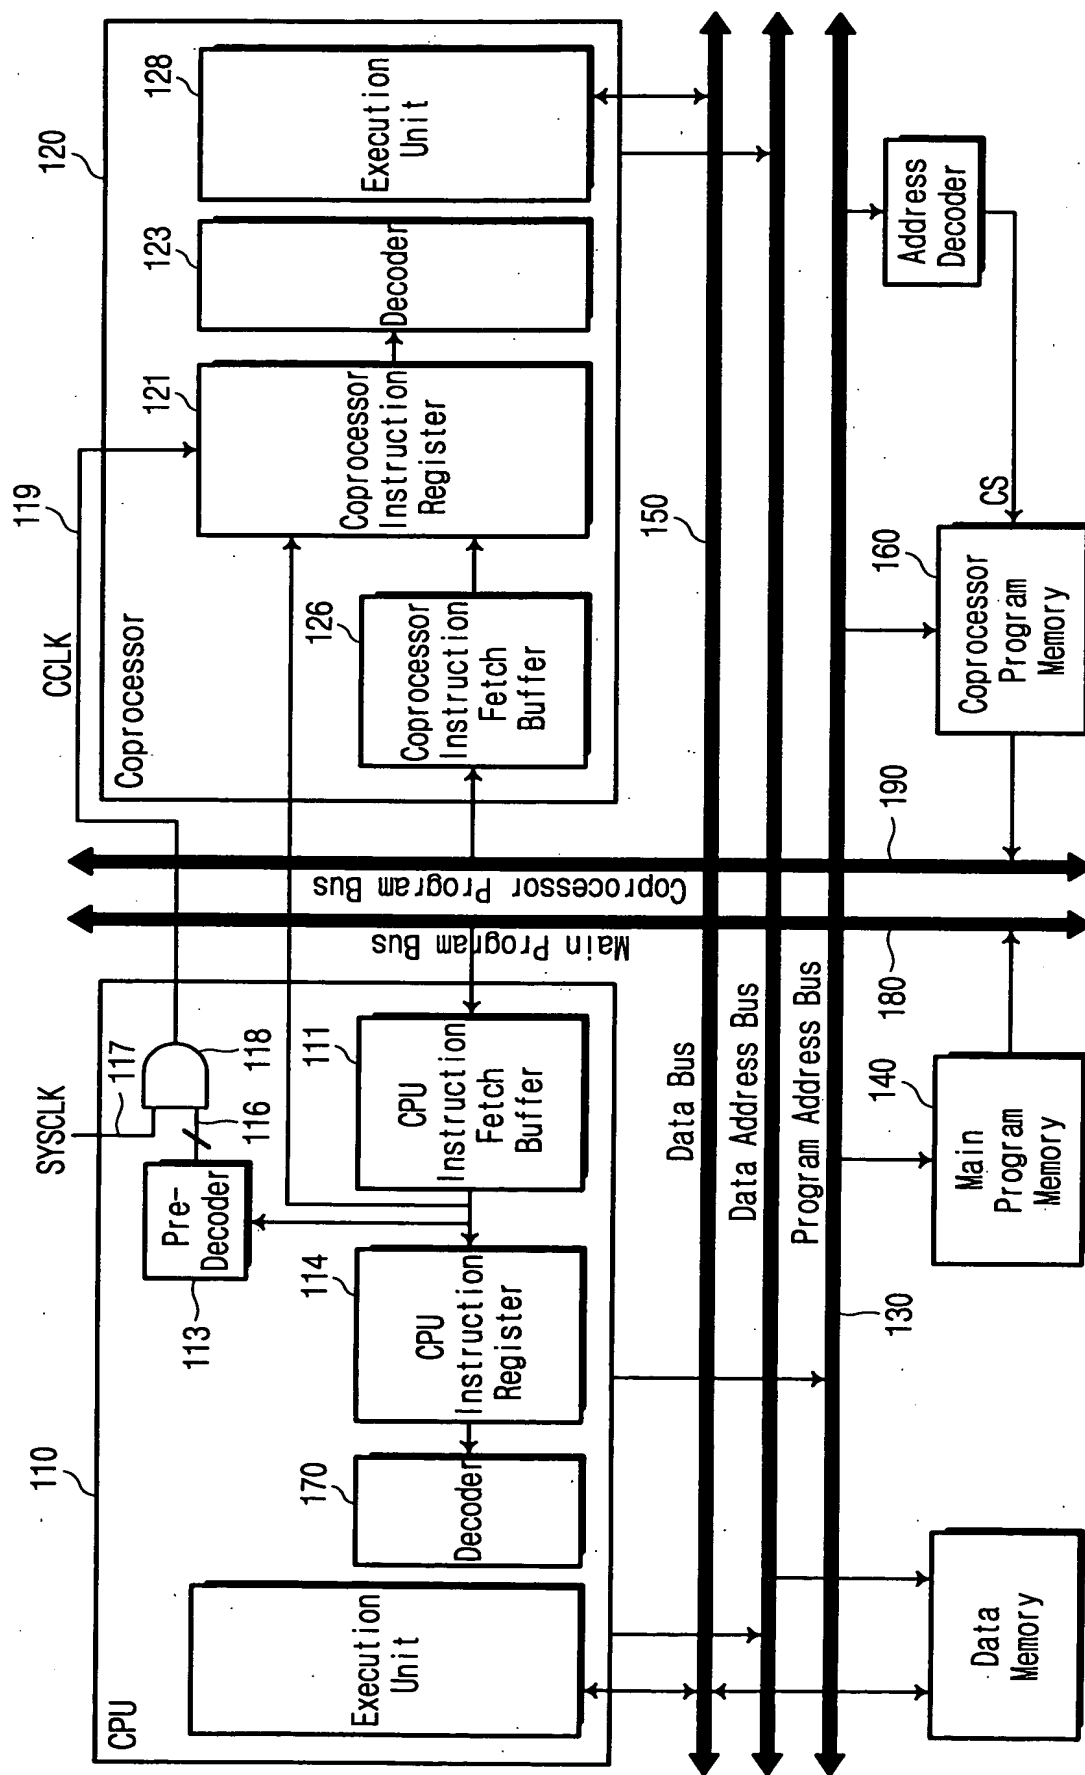 CPU
110
Execution
Unit
Decoder
170
CPU
Instruction
Register
114
Pre-
Decoder
113
SYSCLK
117
116
118
CPU
Instruction
Fetch
Buffer
111
CCLK
119
Coprocessor
120
Coprocessor
Instruction
Fetch
Buffer
126
Coprocessor
Instruction
Register
121
Decoder
123
Execution
Unit
128
Main Program Bus
Coprocessor Program Bus
Data Bus
150
Data Address Bus
Program Address Bus
130
180
190
Data
Memory
Main
Program
Memory
140
Coprocessor
Program
Memory
160
CS
Address
Decoder